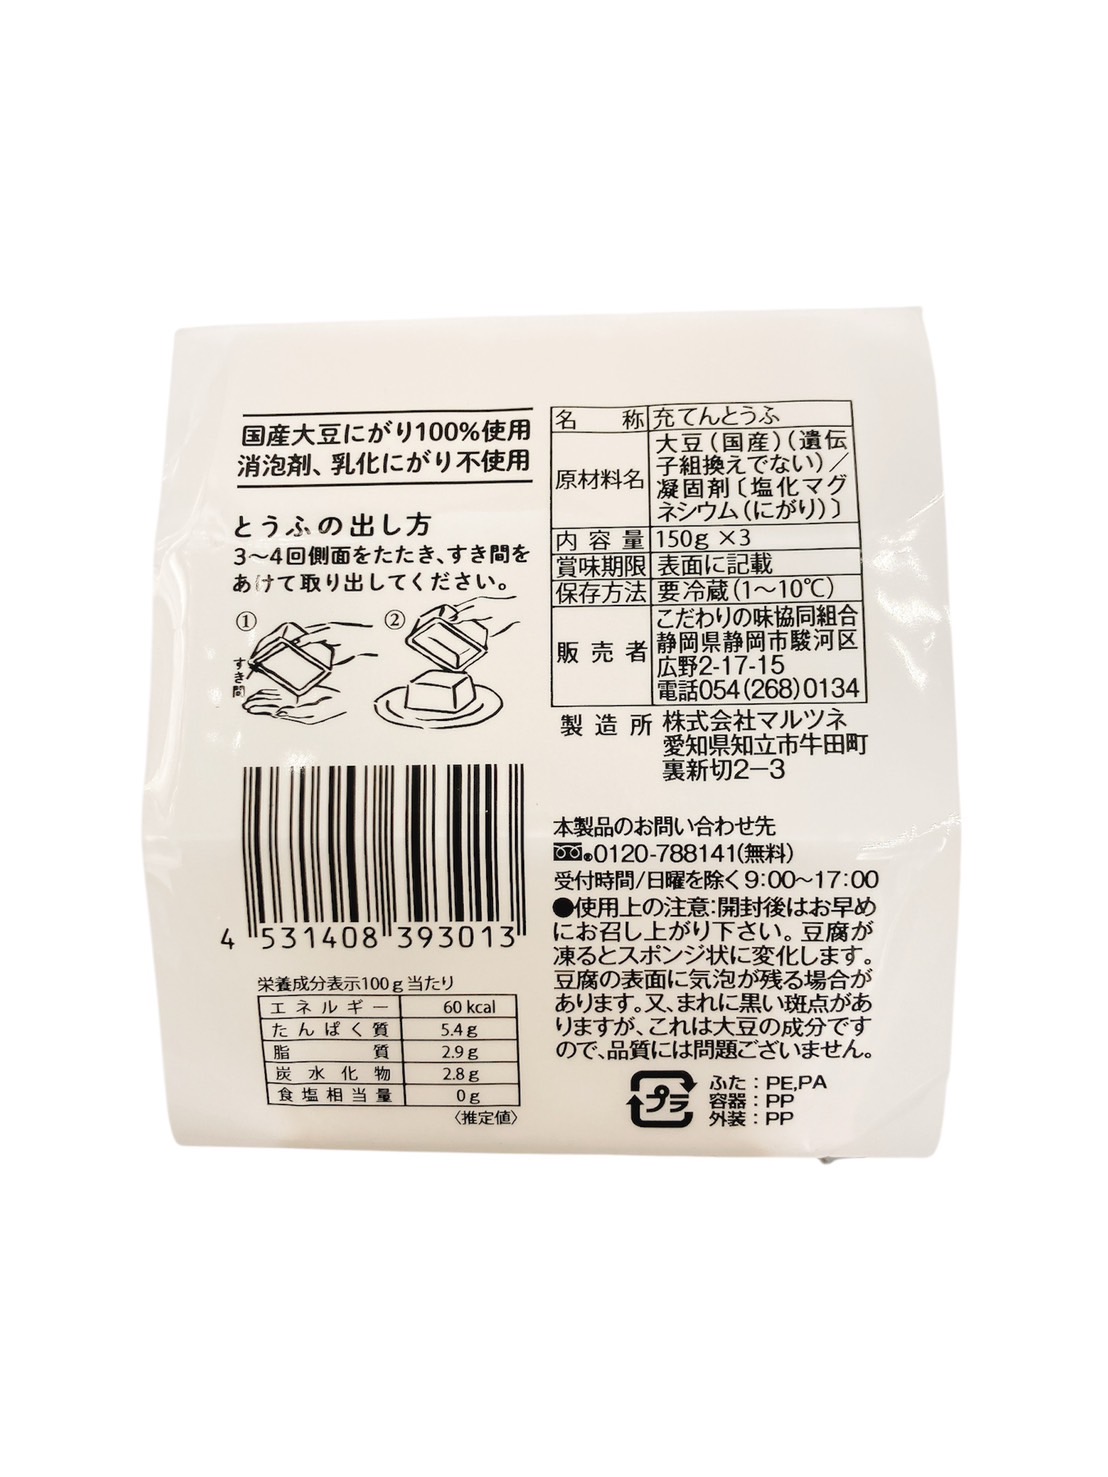 国産大豆にがり100%使用
消泡剤、乳化にがり不使用
とうふの出し方
3〜4回側面をたたき、すき間を
あけて取り出してください。
①
②
すき間
4 531408 393013
栄養成分表示100g当たり
エネルギー 60kcal
たんぱく質 5.4g
脂質 2.9g
炭水化物 2.8g
食塩相当量 0g
〈推定値〉
名称 充てんとうふ
原材料名 大豆(国産)(遺伝
子組換えでない)/
凝固剤〔塩化マグ
ネシウム(にがり)〕
内容量 150g ×3
賞味期限 表面に記載
保存方法 要冷蔵(1〜10℃)
販売者 こだわりの味協同組合
静岡県静岡市駿河区
広野2-17-15
電話054(268)0134
製造所 株式会社マルツネ
愛知県知立市牛田町
裏新切2−3
本製品のお問い合わせ先
0120-788141(無料)
受付時間/日曜を除く9:00〜17:00
●使用上の注意:開封後はお早め
にお召し上がり下さい。豆腐が
凍るとスポンジ状に変化します。
豆腐の表面に気泡が残る場合が
あります。又、まれに黒い斑点があ
りますが、これは大豆の成分です
ので、品質には問題ございません。
プラ
ふた:PE,PA
容器:PP
外装:PP